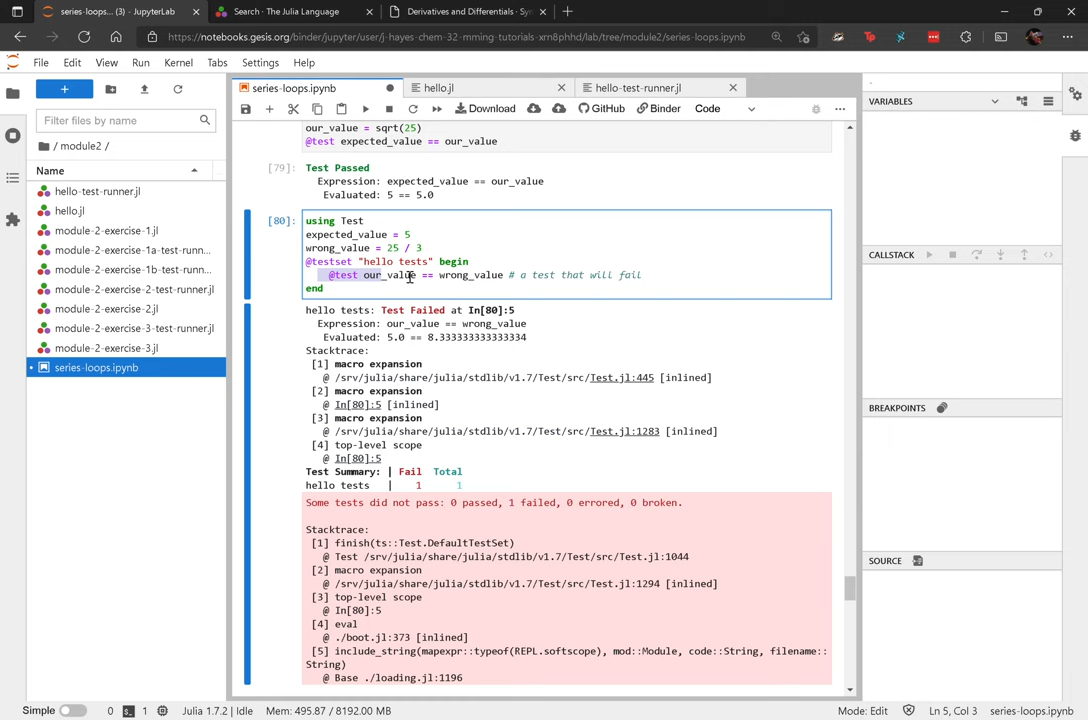 series-loops... (3) - JupyterLab
Search · The Julia Language
Derivatives and Differentials · Sy
https://notebooks.gesis.org/binder/jupyter/user/j-hayes-chem-32-mming-tutorials-xrn8phhd/lab/tree/module2/series-loops.ipynb
File Edit View Run Kernel Tabs Settings Help
Filter files by name
/ module2 /
Name
hello-test-runner.jl
hello.jl
module-2-exercise-1.jl
module-2-exercise-1a-test-runn...
module-2-exercise-1b-test-runn...
module-2-exercise-2-test-runner.jl
module-2-exercise-2.jl
module-2-exercise-3-test-runner.jl
module-2-exercise-3.jl
series-loops.ipynb
series-loops.ipynb
hello.jl
hello-test-runner.jl
Download
GitHub
Binder
Code
our_value = sqrt(25)
@test expected_value == our_value
[79]:
Test Passed
Expression: expected_value == our_value
Evaluated: 5 == 5.0
[80]:
using Test
expected_value = 5
wrong_value = 25 / 3
@testset "hello tests" begin
@test our_value == wrong_value # a test that will fail
end
hello tests: Test Failed at In[80]:5
Expression: our_value == wrong_value
Evaluated: 5.0 == 8.333333333333334
Stacktrace:
[1] macro expansion
@ /srv/julia/share/julia/stdlib/v1.7/Test/src/Test.jl:445 [inlined]
[2] macro expansion
@ In[80]:5 [inlined]
[3] macro expansion
@ /srv/julia/share/julia/stdlib/v1.7/Test/src/Test.jl:1283 [inlined]
[4] top-level scope
@ In[80]:5
Test Summary: | Fail Total
hello tests | 1 1
Some tests did not pass: 0 passed, 1 failed, 0 errored, 0 broken.
Stacktrace:
[1] finish(ts::Test.DefaultTestSet)
@ Test /srv/julia/share/julia/stdlib/v1.7/Test/src/Test.jl:1044
[2] macro expansion
@ /srv/julia/share/julia/stdlib/v1.7/Test/src/Test.jl:1294 [inlined]
[3] top-level scope
@ In[80]:5
[4] eval
@ ./boot.jl:373 [inlined]
[5] include_string(mapexpr::typeof(REPL.softscope), mod::Module, code::String, filename::
String)
@ Base ./loading.jl:1196
VARIABLES
CALLSTACK
BREAKPOINTS
SOURCE
Simple
0
1
Julia 1.7.2 | Idle
Mem: 495.87 / 8192.00 MB
Mode: Edit
Ln 5, Col 3
series-loops.ipynb